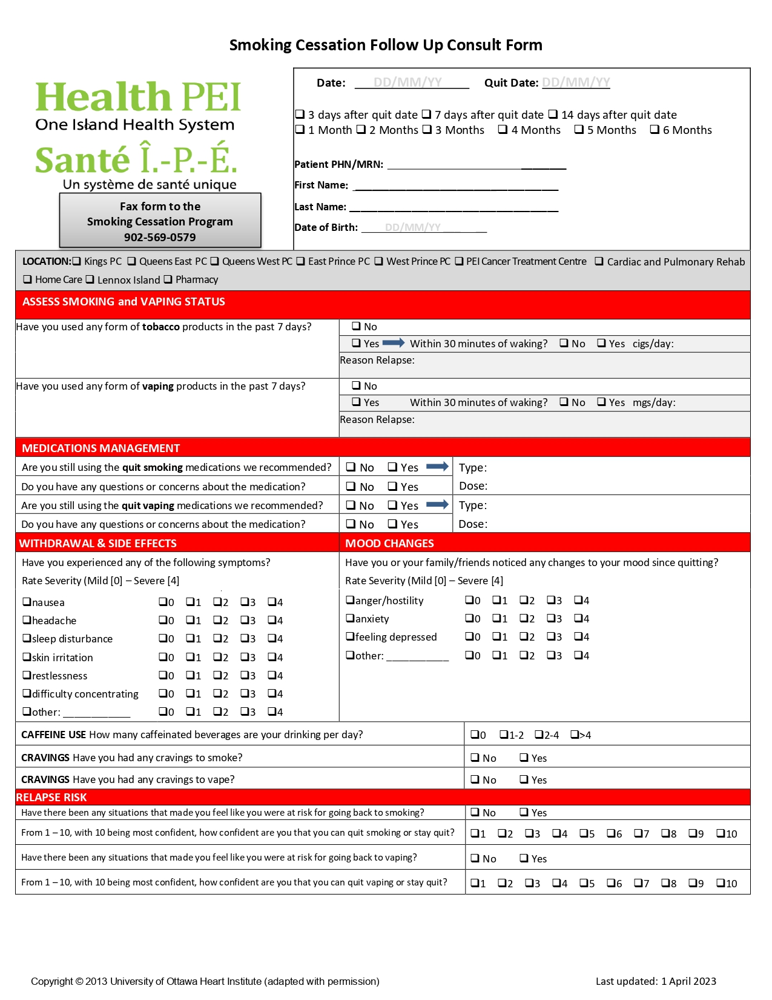 Smoking Cessation Follow Up Consult Form
Health PEI
One Island Health System
Santé Î.-P.-É.
Un système de santé unique
Fax form to the
Smoking Cessation Program
902-569-0579
Date: DD/MM/YY Quit Date: DD/MM/YY
❑ 3 days after quit date ❑ 7 days after quit date ❑ 14 days after quit date
❑ 1 Month ❑ 2 Months ❑ 3 Months ❑ 4 Months ❑ 5 Months ❑ 6 Months
Patient PHN/MRN: ____________________
First Name: ____________________
Last Name: ____________________
Date of Birth: DD/MM/YY
LOCATION:❑ Kings PC ❑ Queens East PC ❑ Queens West PC ❑ East Prince PC ❑ West Prince PC ❑ PEI Cancer Treatment Centre ❑ Cardiac and Pulmonary Rehab
❑ Home Care ❑ Lennox Island ❑ Pharmacy
ASSESS SMOKING and VAPING STATUS
Have you used any form of tobacco products in the past 7 days? ❑ No
❑ Yes Within 30 minutes of waking? ❑ No ❑ Yes cigs/day:
Reason Relapse:
Have you used any form of vaping products in the past 7 days? ❑ No
❑ Yes Within 30 minutes of waking? ❑ No ❑ Yes mgs/day:
Reason Relapse:
MEDICATIONS MANAGEMENT
Are you still using the quit smoking medications we recommended? ❑ No ❑ Yes Type:
Do you have any questions or concerns about the medication? ❑ No ❑ Yes Dose:
Are you still using the quit vaping medications we recommended? ❑ No ❑ Yes Type:
Do you have any questions or concerns about the medication? ❑ No ❑ Yes Dose:
WITHDRAWAL & SIDE EFFECTS
Have you experienced any of the following symptoms?
Rate Severity (Mild [0] – Severe [4]
❑nausea ❑0 ❑1 ❑2 ❑3 ❑4
❑headache ❑0 ❑1 ❑2 ❑3 ❑4
❑sleep disturbance ❑0 ❑1 ❑2 ❑3 ❑4
❑skin irritation ❑0 ❑1 ❑2 ❑3 ❑4
❑restlessness ❑0 ❑1 ❑2 ❑3 ❑4
❑difficulty concentrating ❑0 ❑1 ❑2 ❑3 ❑4
❑other: ____________ ❑0 ❑1 ❑2 ❑3 ❑4
MOOD CHANGES
Have you or your family/friends noticed any changes to your mood since quitting?
Rate Severity (Mild [0] – Severe [4]
❑anger/hostility ❑0 ❑1 ❑2 ❑3 ❑4
❑anxiety ❑0 ❑1 ❑2 ❑3 ❑4
❑feeling depressed ❑0 ❑1 ❑2 ❑3 ❑4
❑other: ___________ ❑0 ❑1 ❑2 ❑3 ❑4
CAFFEINE USE How many caffeinated beverages are your drinking per day? ❑0 ❑1-2 ❑2-4 ❑>4
CRAVINGS Have you had any cravings to smoke? ❑ No ❑ Yes
CRAVINGS Have you had any cravings to vape? ❑ No ❑ Yes
RELAPSE RISK
Have there been any situations that made you feel like you were at risk for going back to smoking? ❑ No ❑ Yes
From 1 – 10, with 10 being most confident, how confident are you that you can quit smoking or stay quit? ❑1 ❑2 ❑3 ❑4 ❑5 ❑6 ❑7 ❑8 ❑9 ❑10
Have there been any situations that made you feel like you were at risk for going back to vaping? ❑ No ❑ Yes
From 1 – 10, with 10 being most confident, how confident are you that you can quit vaping or stay quit? ❑1 ❑2 ❑3 ❑4 ❑5 ❑6 ❑7 ❑8 ❑9 ❑10
Copyright © 2013 University of Ottawa Heart Institute (adapted with permission) Last updated: 1 April 2023